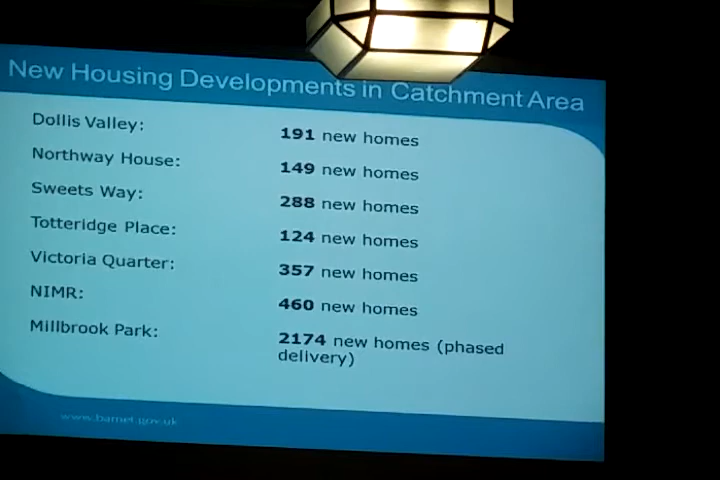 New Housing Developments in Catchment Area
Dollis Valley: 191 new homes
Northway House: 149 new homes
Sweets Way: 288 new homes
Totteridge Place: 124 new homes
Victoria Quarter: 357 new homes
NIMR: 460 new homes
Millbrook Park: 2174 new homes (phased
delivery)
www.barnet.gov.uk